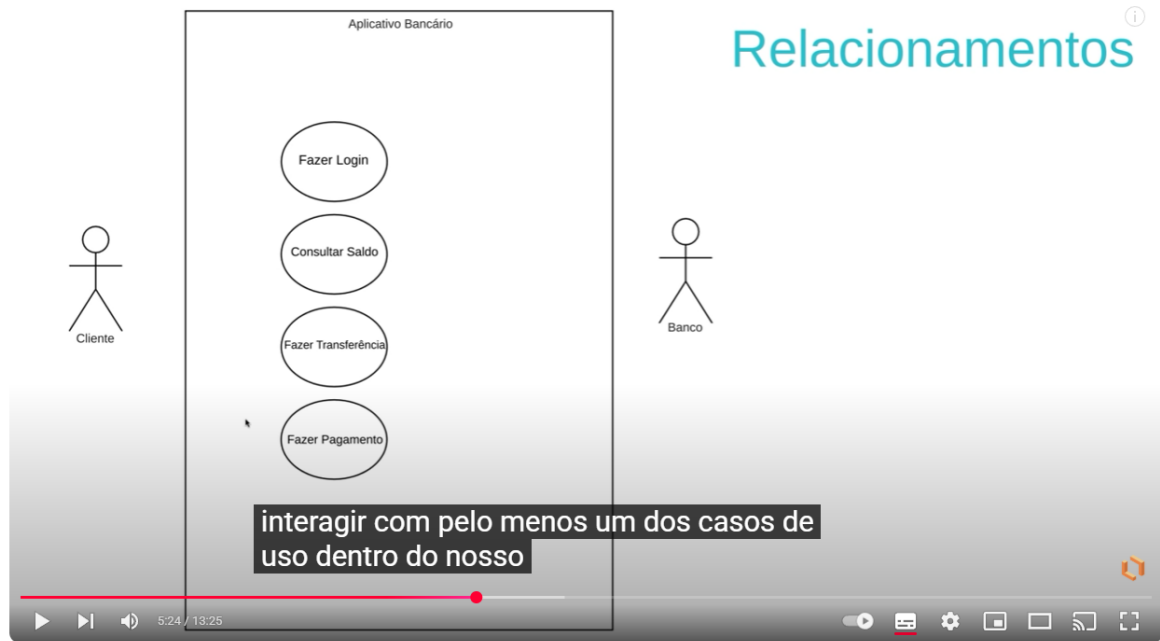 Aplicativo Bancário
Relacionamentos
Fazer Login
Consultar Saldo
Fazer Transferência
Fazer Pagamento
Cliente
Banco
interagir com pelo menos um dos casos de
uso dentro do nosso
5:24 / 13:25